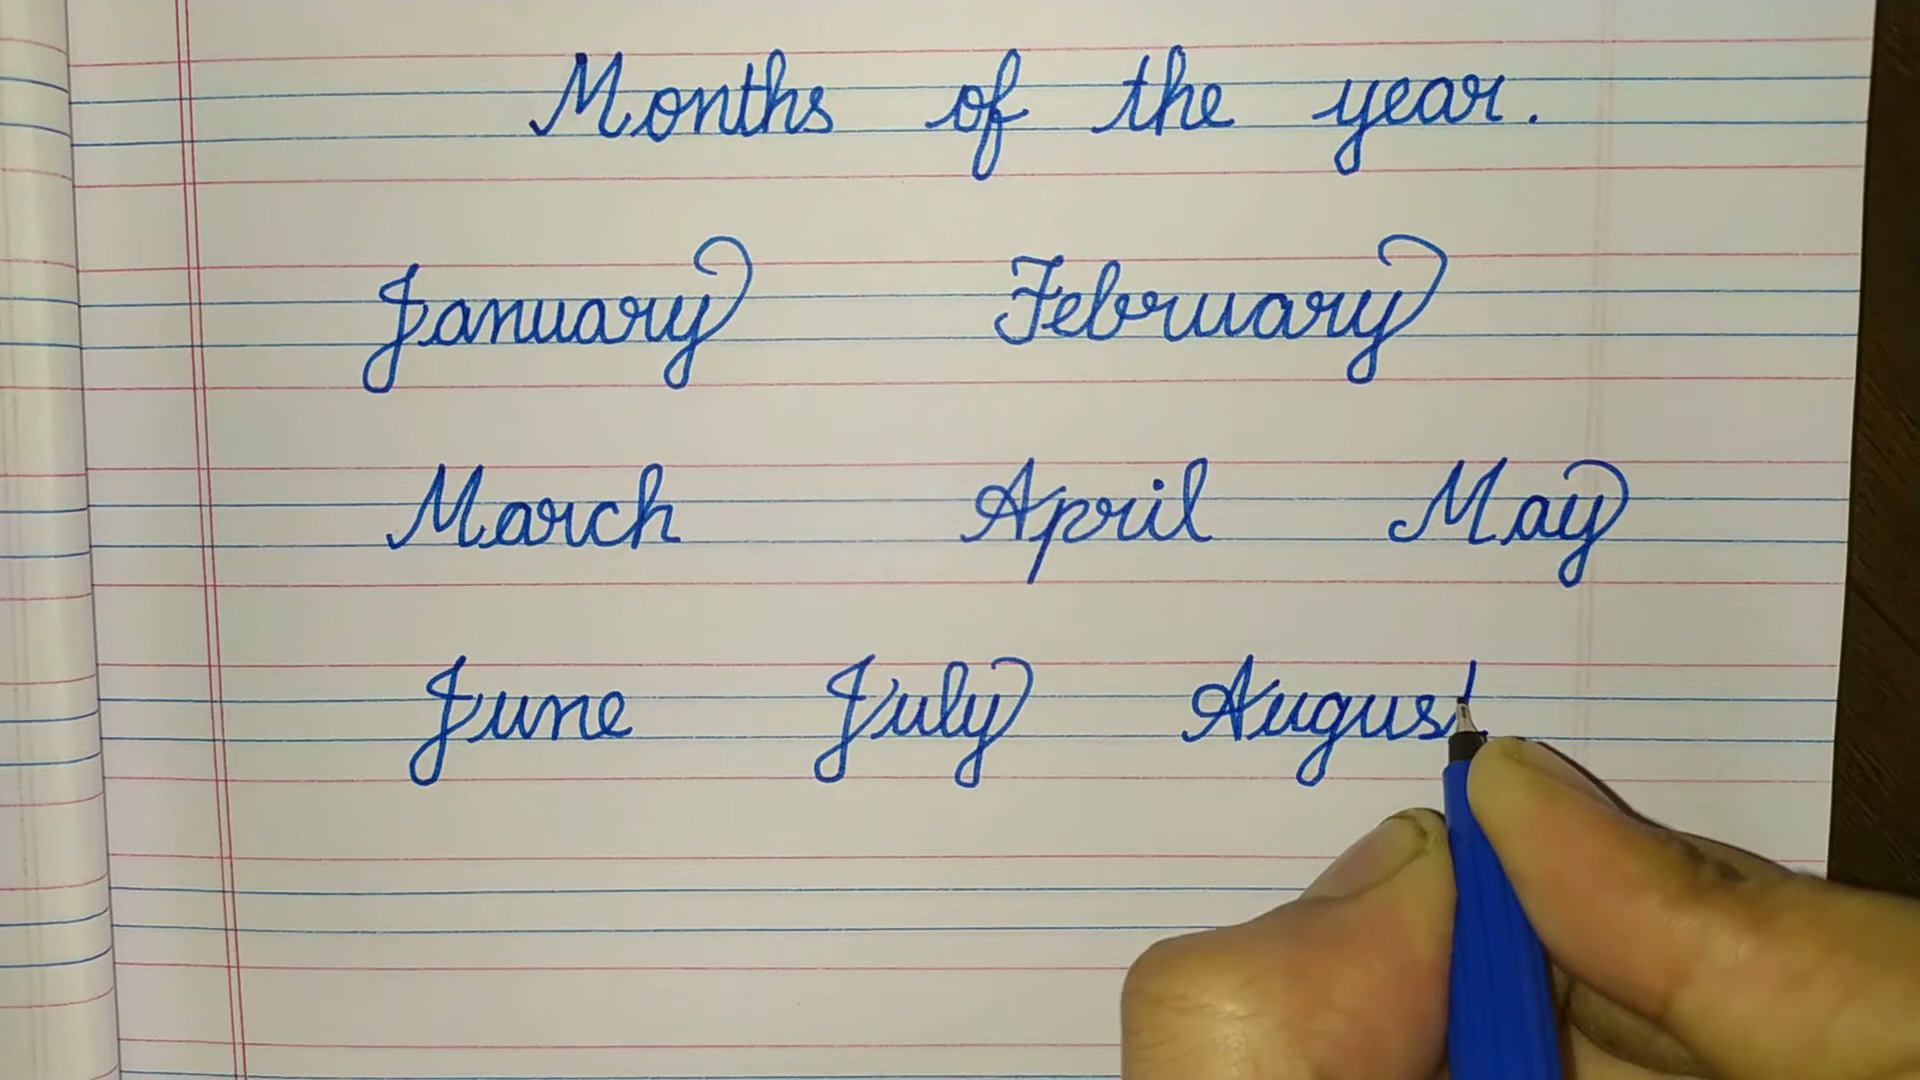 Months of the year.
January February
March April May
June July August